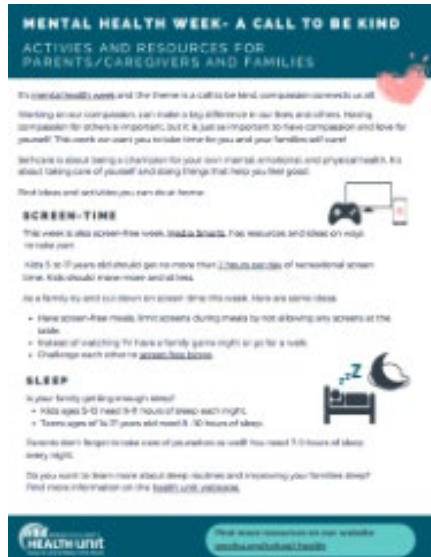 MENTAL HEALTH WEEK- A CALL TO BE KIND
ACTIVIES AND RESOURCES FOR
PARENTS/CAREGIVERS AND FAMILIES
It's mental health week and the theme is a call to be kind, compassion connects us all.
Working on our compassion, can make a big difference in our lives and others. Having
compassion for others is important, but it is just as important to have compassion and love for
yourself! This week our want you to take time for you and your families self care!
Selfcare is about being a champion for your own mental, emotional, and physical health. It's
about taking care of yourself and doing things that help you feel good.
Find ideas and activities you can do at home:
SCREEN-TIME
This week is also screen-free week. Media Smarts, has resources and ideas on ways
to take part.
Kids 5 to 17 years old should get no more than 2 hours per day of recreational screen
time. Kids should move more and sit less.
As a family try and cut down on screen time this week. Here are some ideas:
Have screen-free meals, limit screens during meals by not allowing any screens at the
table.
Instead of watching TV have a family game night or go for a walk.
Challenge each other to screen free bingo.
SLEEP
Is your family getting enough sleep?
Kids ages 5-13 need 9-11 hours of sleep each night.
Teens ages of 14-17 years old need 8-10 hours of sleep.
Parents don't forget to take care of yourselves as well! You need 7-9 hours of sleep
every night.
Do you want to learn more about sleep routines and improving your families sleep?
Find more information on the health unit webpage.
zZZ
HEALTH unit
Find more resources on our website